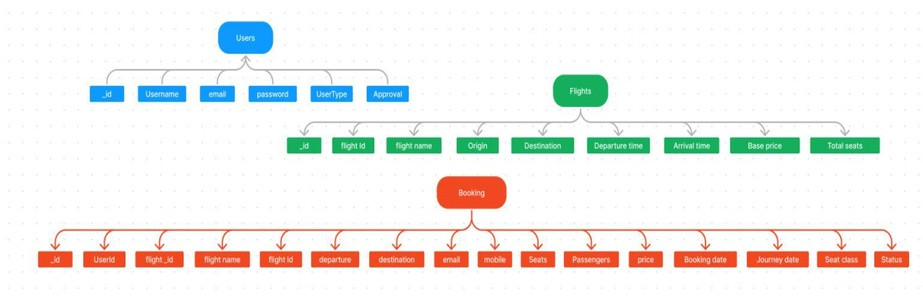 Users
_id Username email password UserType Approval
Flights
_id flight Id flight name Origin Destination Departure time Arrival time Base price Total seats
Booking
_id UserId flight _id flight name flight Id departure destination email mobile Seats Passengers price Booking date Journey date Seat class Status